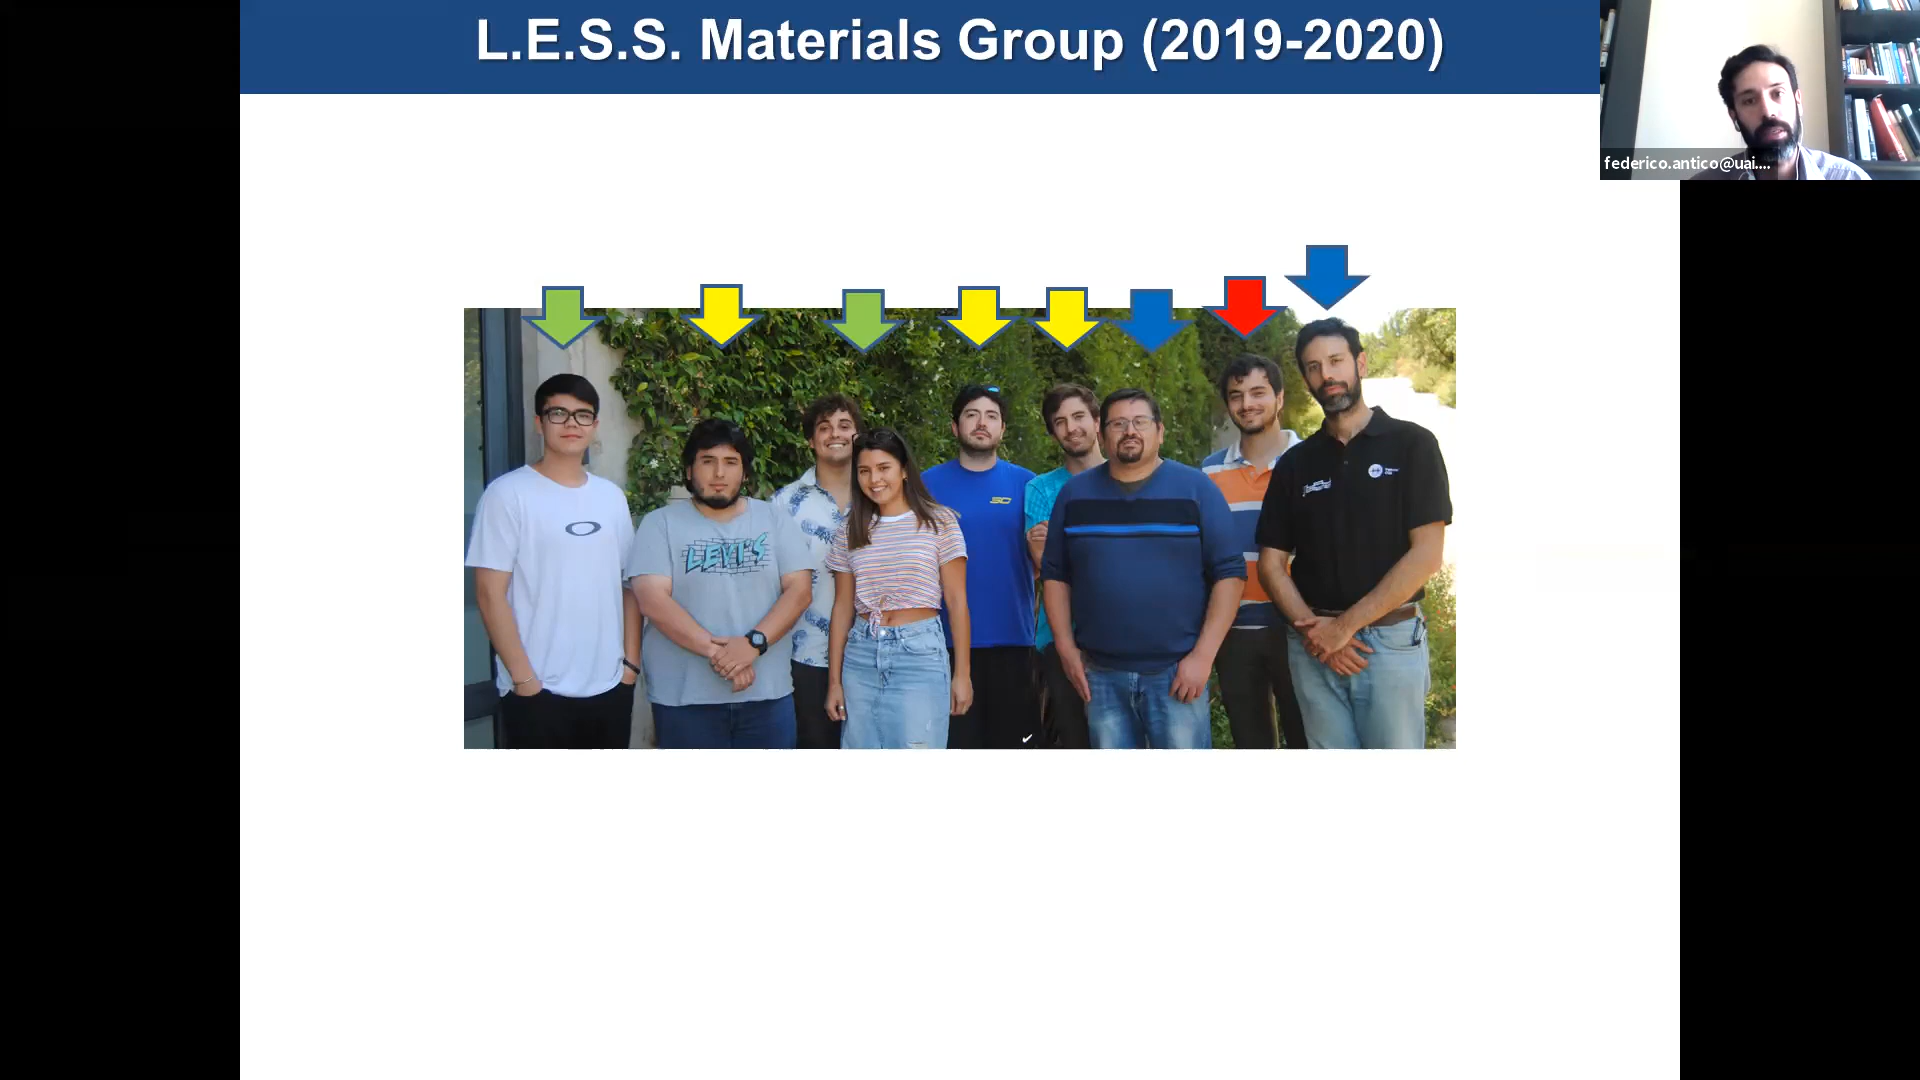 L.E.S.S. Materials Group (2019-2020)
federico.antico@uai....
LEVI'S